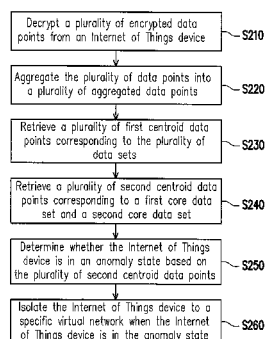 Decrypt a plurality of encrypted data
points from an Internet of Things device
S210
Aggregate the plurality of data points into
a plurality of aggregated data points
S220
Retrieve a plurality of first centroid data
points corresponding to the plurality of
data sets
S230
Retrieve a plurality of second centroid data
points corresponding to a first core data
set and a second core data set
S240
Determine whether the Internet of Things
device is in an anomaly state based on
the plurality of second centroid data points
S250
Isolate the Internet of Things device to a
specific virtual network when the Internet
of Things device is in the anomaly state
S260